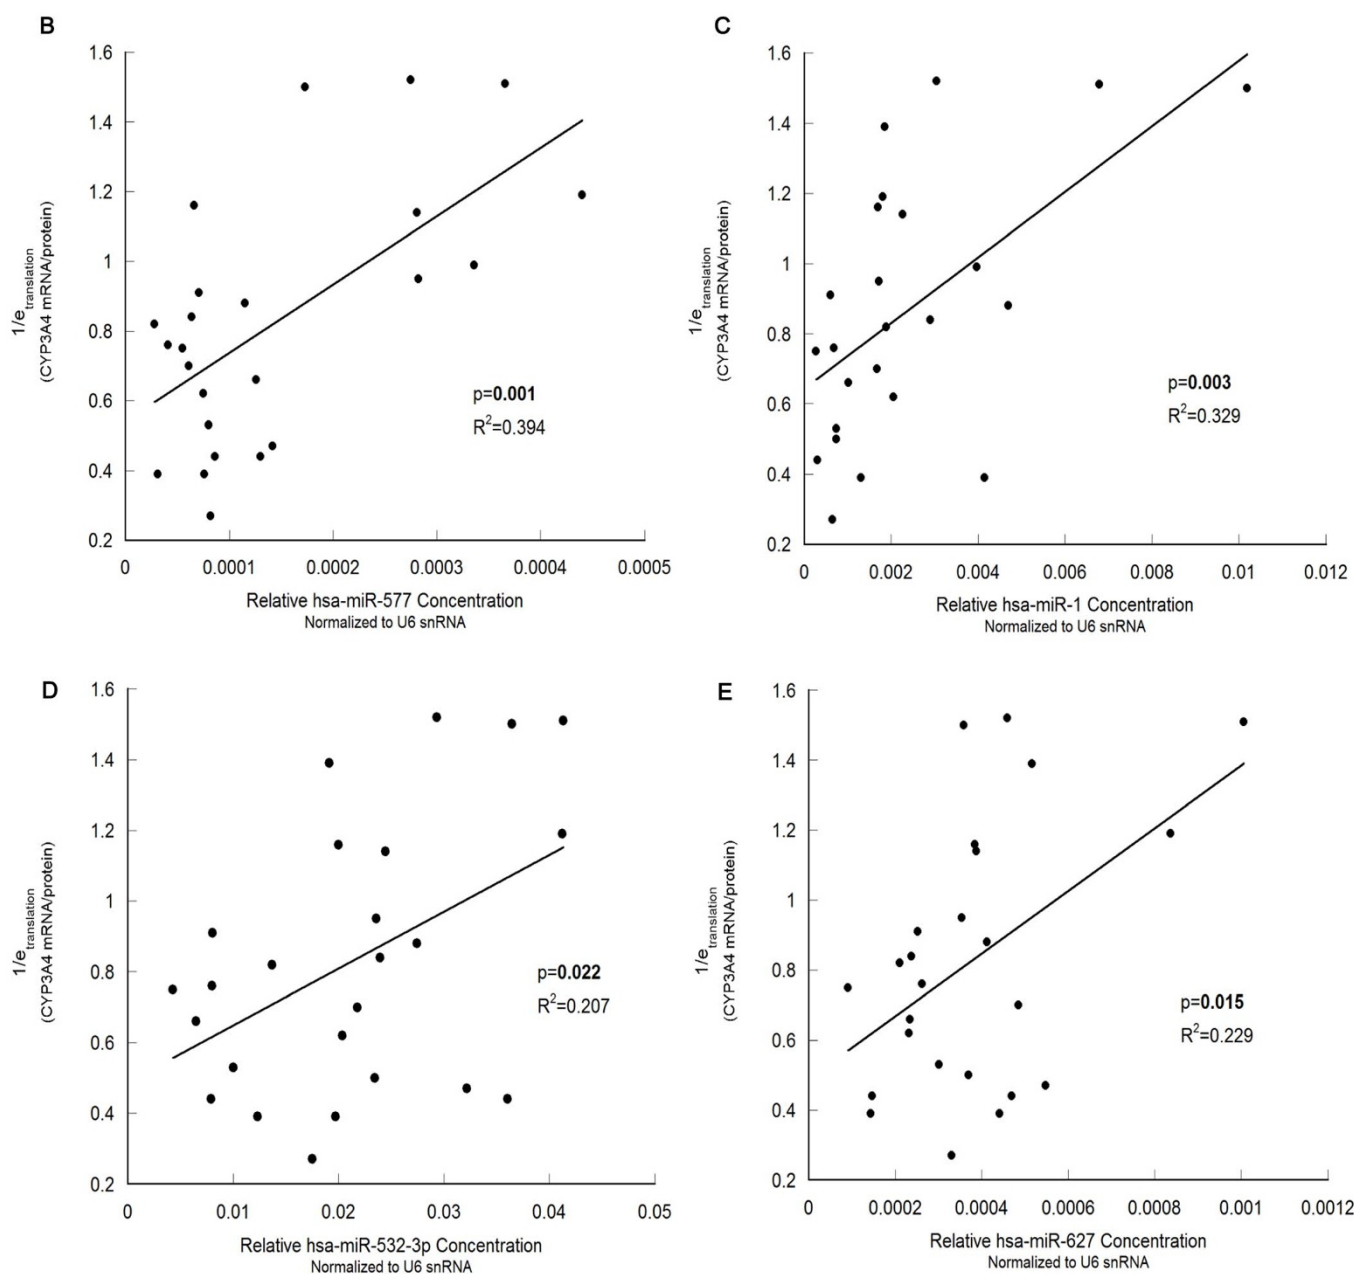 B
1.6
1.4
1.2
1
0.8
0.6
0.4
0.2
1/e translation
(CYP3A4 mRNA/protein)
p=0.001
R²=0.394
0 0.0001 0.0002 0.0003 0.0004 0.0005
Relative hsa-miR-577 Concentration
Normalized to U6 snRNA
C
1.6
1.4
1.2
1
0.8
0.6
0.4
0.2
1/e translation
(CYP3A4 mRNA/protein)
p=0.003
R²=0.329
0 0.002 0.004 0.006 0.008 0.01 0.012
Relative hsa-miR-1 Concentration
Normalized to U6 snRNA
D
1.6
1.4
1.2
1
0.8
0.6
0.4
0.2
1/e translation
(CYP3A4 mRNA/protein)
p=0.022
R²=0.207
0 0.01 0.02 0.03 0.04 0.05
Relative hsa-miR-532-3p Concentration
Normalized to U6 snRNA
E
1.6
1.4
1.2
1
0.8
0.6
0.4
0.2
1/e translation
(CYP3A4 mRNA/protein)
p=0.015
R²=0.229
0 0.0002 0.0004 0.0006 0.0008 0.001 0.0012
Relative hsa-miR-627 Concentration
Normalized to U6 snRNA